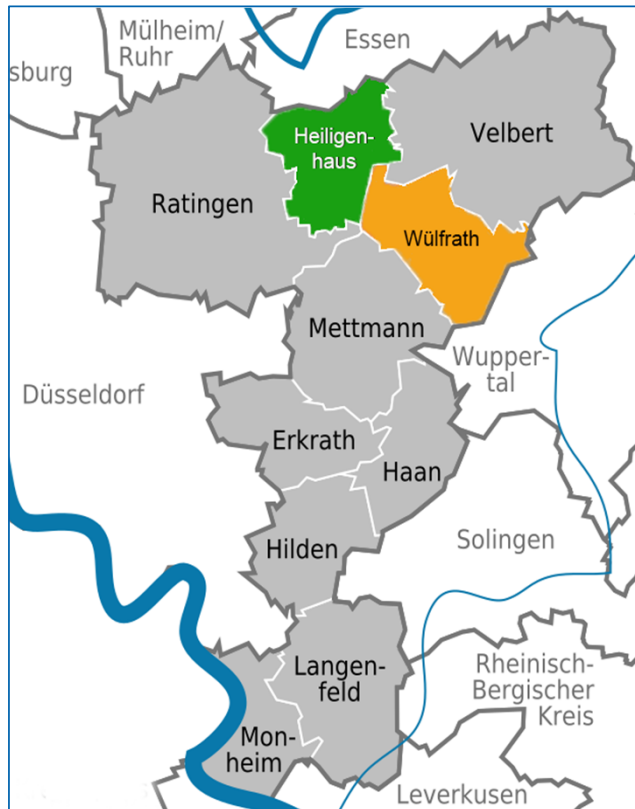 Mülheim/
Ruhr
Essen
sburg
Heiligen-
haus
Velbert
Ratingen
Wülfrath
Mettmann
Wupper-
tal
Düsseldorf
Erkrath
Haan
Hilden
Solingen
Langen-
feld
Rheinisch-
Bergischer
Kreis
Mon-
heim
Leverkusen